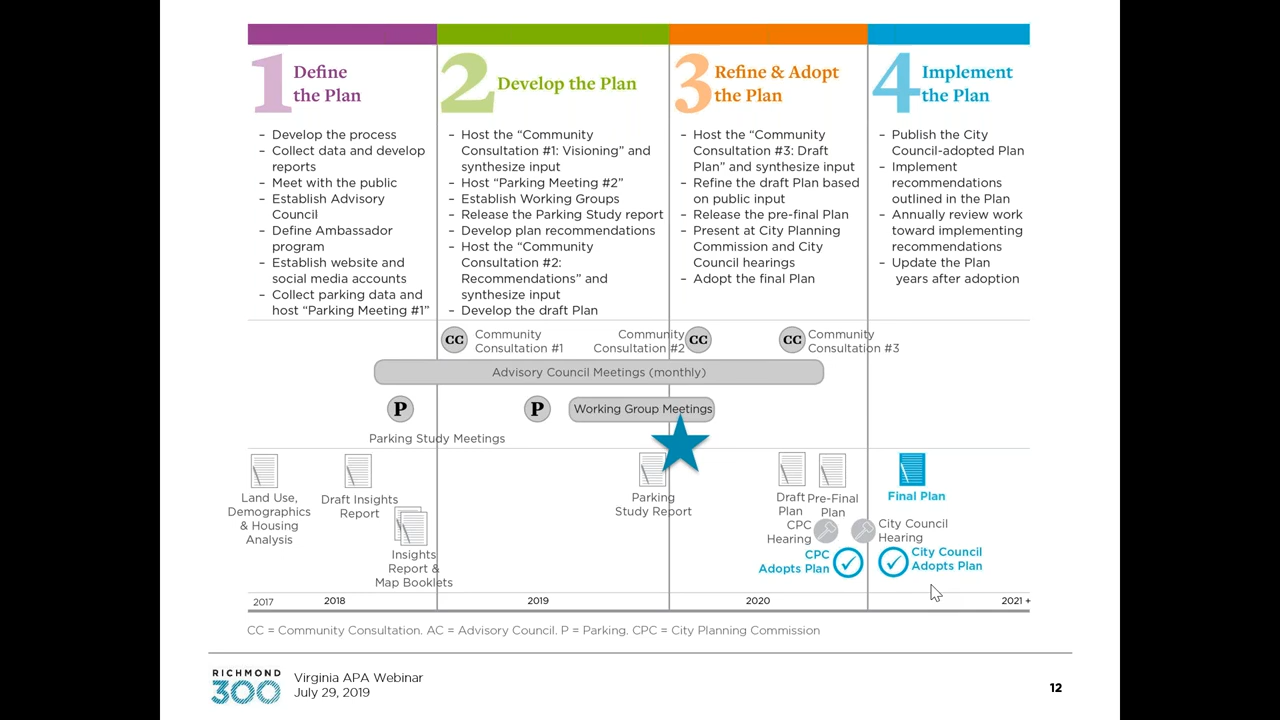 1 Define
the Plan
– Develop the process
– Collect data and develop
reports
– Meet with the public
– Establish Advisory
Council
– Define Ambassador
program
– Establish website and
social media accounts
– Collect parking data and
host “Parking Meeting #1”
2 Develop the Plan
– Host the “Community
Consultation #1: Visioning” and
synthesize input
– Host “Parking Meeting #2”
– Establish Working Groups
– Release the Parking Study report
– Develop plan recommendations
– Host the “Community
Consultation #2:
Recommendations” and
synthesize input
– Develop the draft Plan
3 Refine & Adopt
the Plan
– Host the “Community
Consultation #3: Draft
Plan” and synthesize input
– Refine the draft Plan based
on public input
– Release the pre-final Plan
– Present at City Planning
Commission and City
Council hearings
– Adopt the final Plan
4 Implement
the Plan
– Publish the City
Council-adopted Plan
– Implement
recommendations
outlined in the Plan
– Annually review work
toward implementing
recommendations
– Update the Plan
years after adoption
CC Community
Consultation #1
Community
Consultation #2 CC
CC Community
Consultation #3
Advisory Council Meetings (monthly)
P
P
Working Group Meetings
Parking Study Meetings
Land Use,
Demographics
& Housing
Analysis
Draft Insights
Report
Insights
Report &
Map Booklets
Parking
Study Report
Draft
Plan
Pre-Final
Plan
Final Plan
CPC
Hearing
City Council
Hearing
CPC
Adopts Plan
City Council
Adopts Plan
2017 2018 2019 2020 2021 +
CC = Community Consultation. AC = Advisory Council. P = Parking. CPC = City Planning Commission
RICHMOND
300
Virginia APA Webinar
July 29, 2019
12